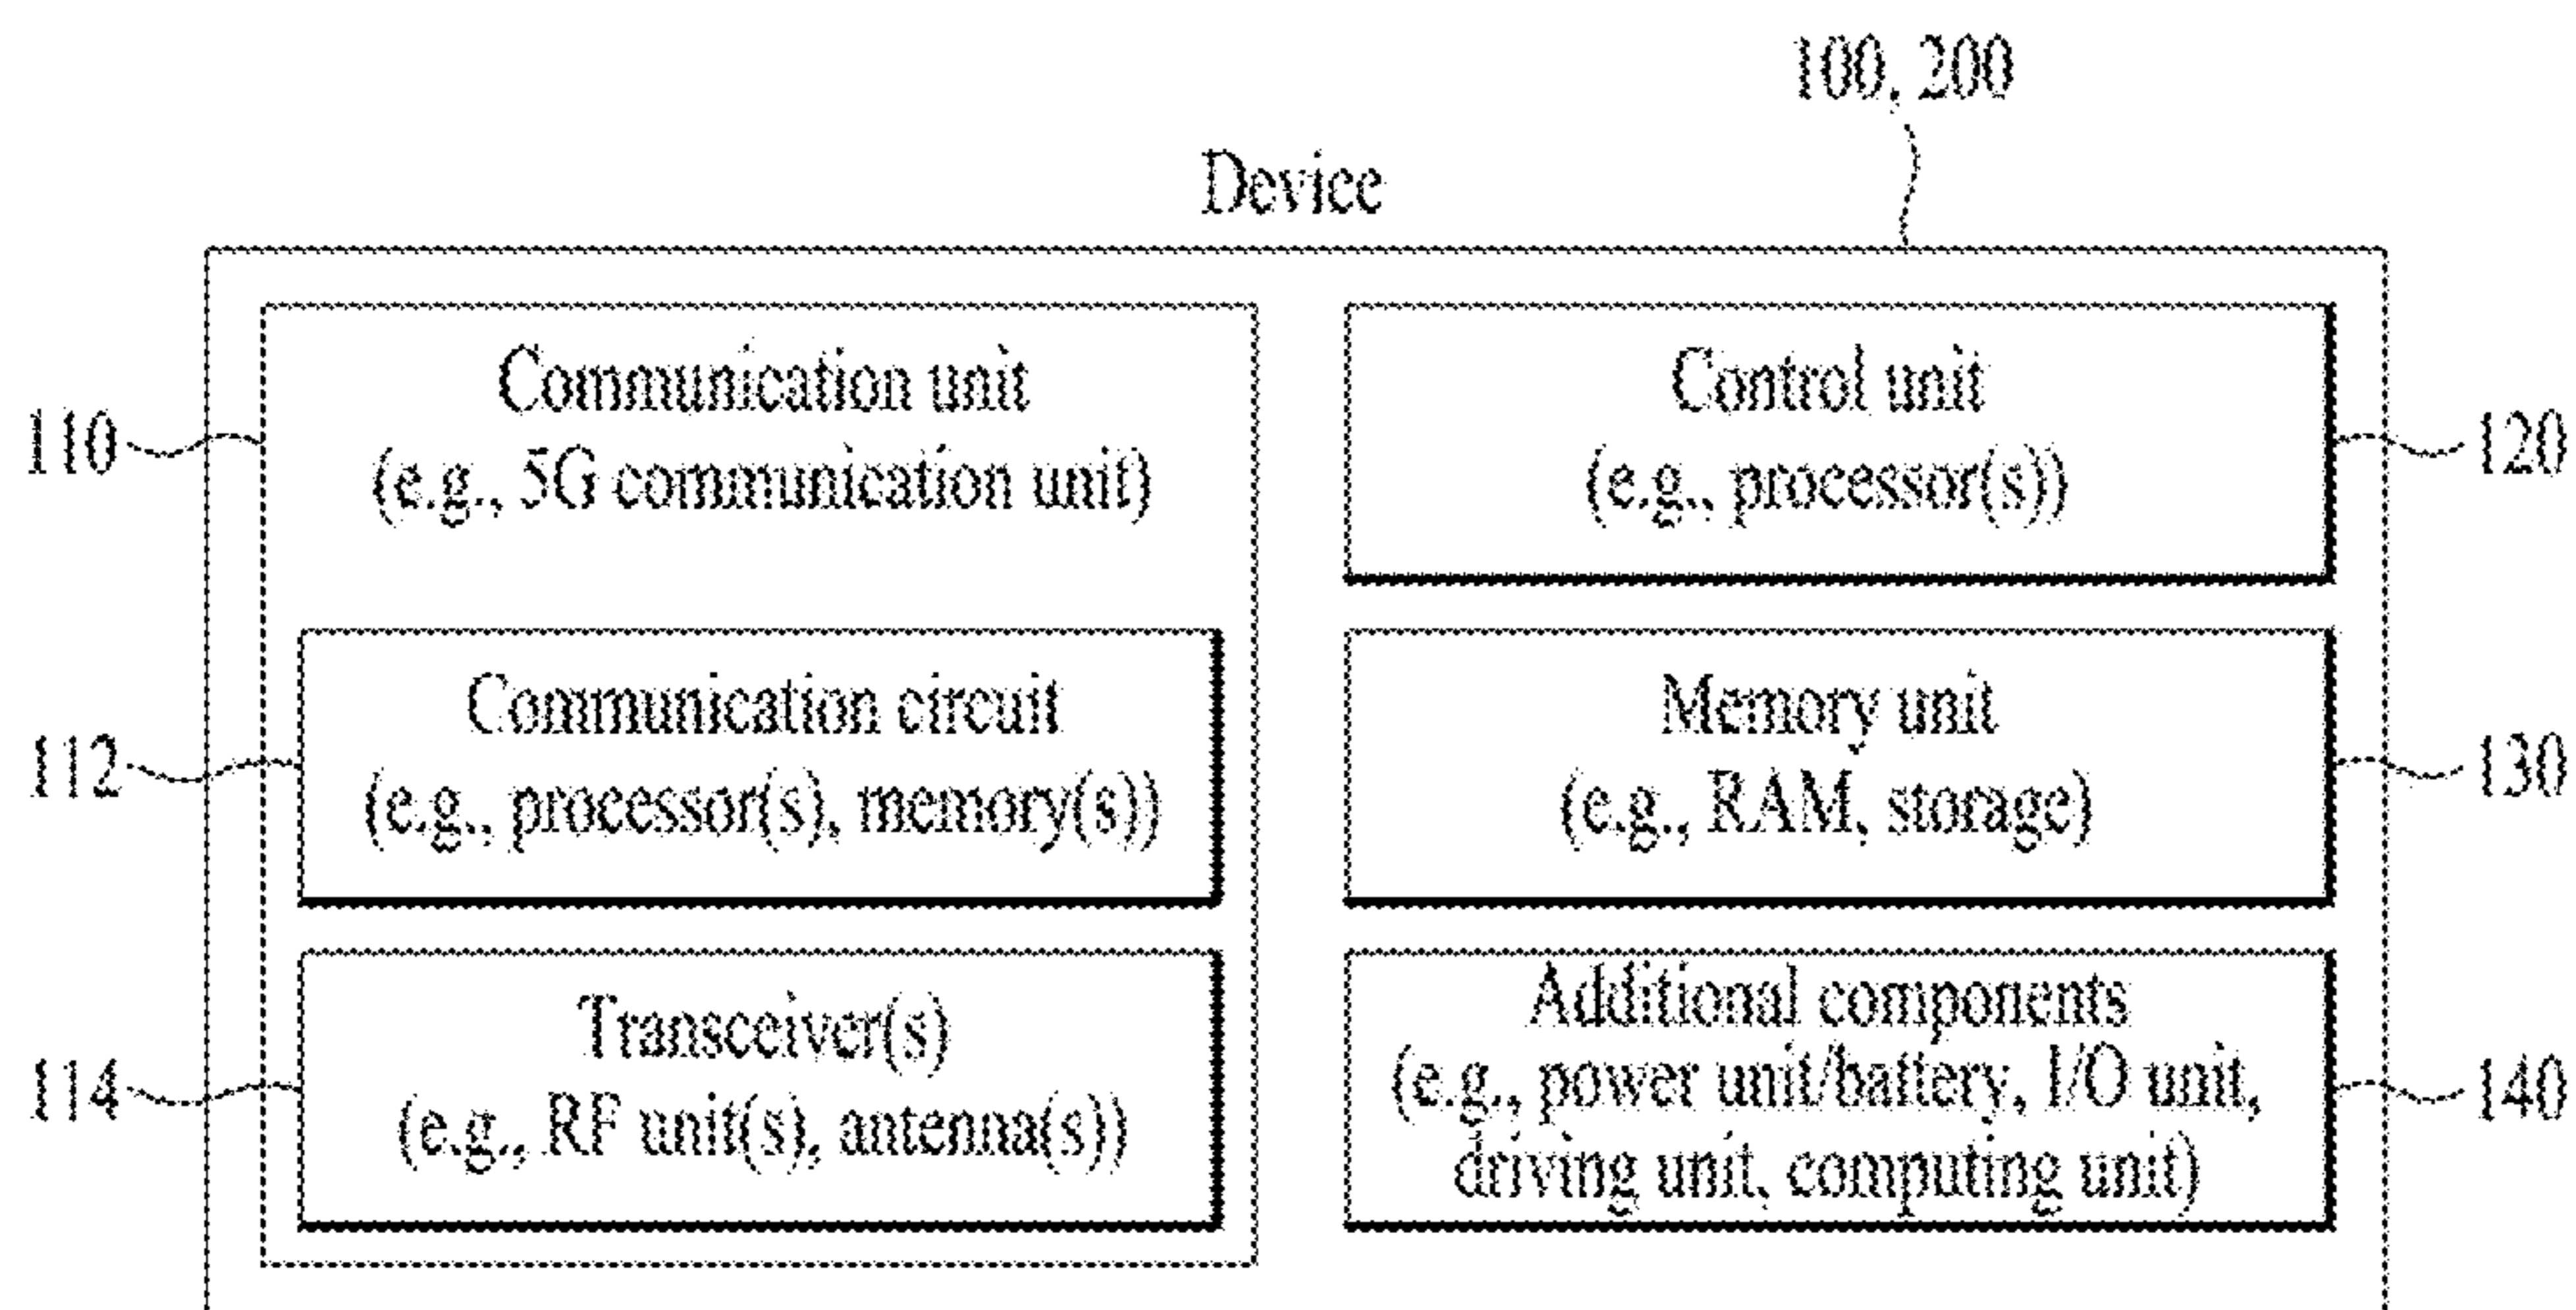 100, 200
Device
110
Communication unit
(e.g., 5G communication unit)
Control unit
(e.g., processor(s))
120
112
Communication circuit
(e.g., processor(s), memory(s))
Memory unit
(e.g., RAM, storage)
130
114
Transceiver(s)
(e.g., RF unit(s), antenna(s))
Additional components
(e.g., power unit/battery, I/O unit,
driving unit, computing unit)
140